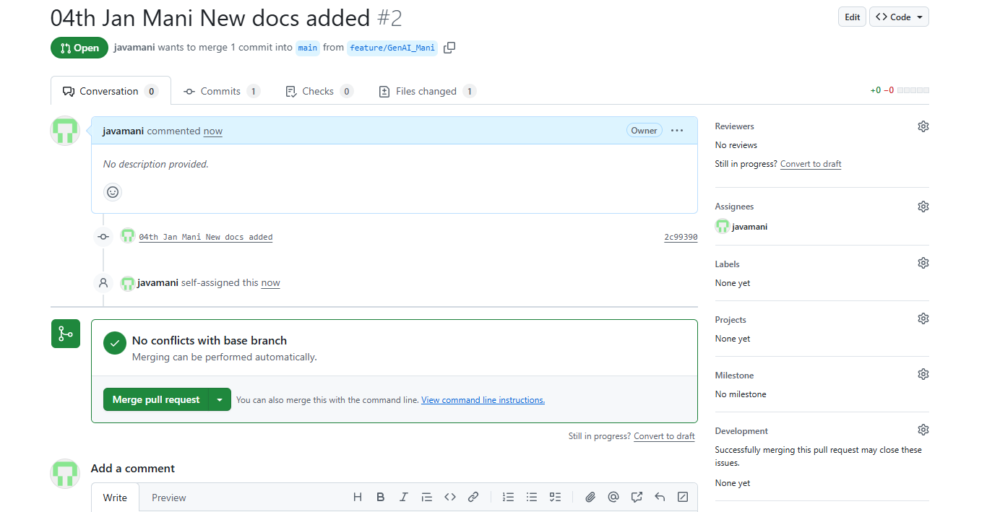 04th Jan Mani New docs added #2
Edit
<> Code
Open javamani wants to merge 1 commit into main from feature/GenAI_Mani
Conversation 0 Commits 1 Checks 0 Files changed 1 +0 −0
javamani commented now Owner
No description provided.
04th Jan Mani New docs added 2c99390
javamani self-assigned this now
No conflicts with base branch
Merging can be performed automatically.
Merge pull request You can also merge this with the command line. View command line instructions.
Still in progress? Convert to draft
Add a comment
Write Preview
Reviewers
No reviews
Still in progress? Convert to draft
Assignees
javamani
Labels
None yet
Projects
None yet
Milestone
No milestone
Development
Successfully merging this pull request may close these
issues.
None yet